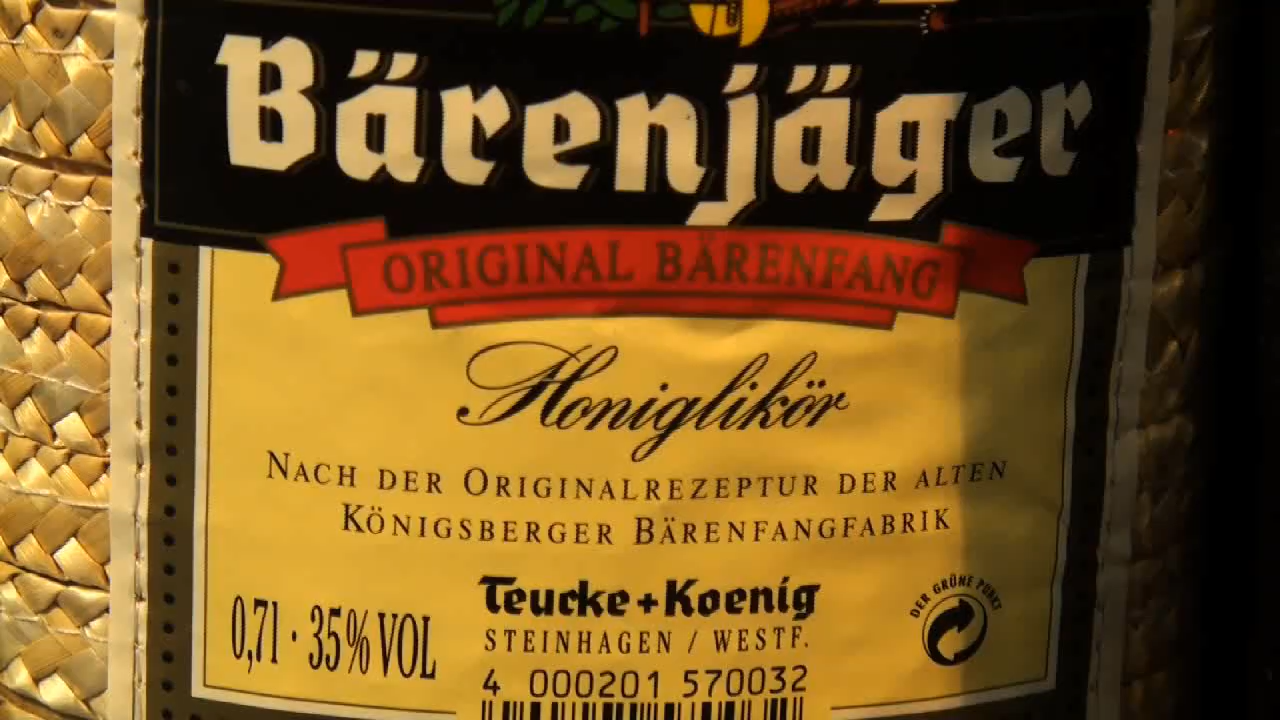 Bärenjäger
ORIGINAL BÄRENFANG
Honiglikör
NACH DER ORIGINALREZEPTUR DER ALTEN
KÖNIGSBERGER BÄRENFANGFABRIK
Teucke+Koenig
STEINHAGEN / WESTF.
0,7l · 35% VOL
DER GRÜNE PUNKT
4 000201 570032